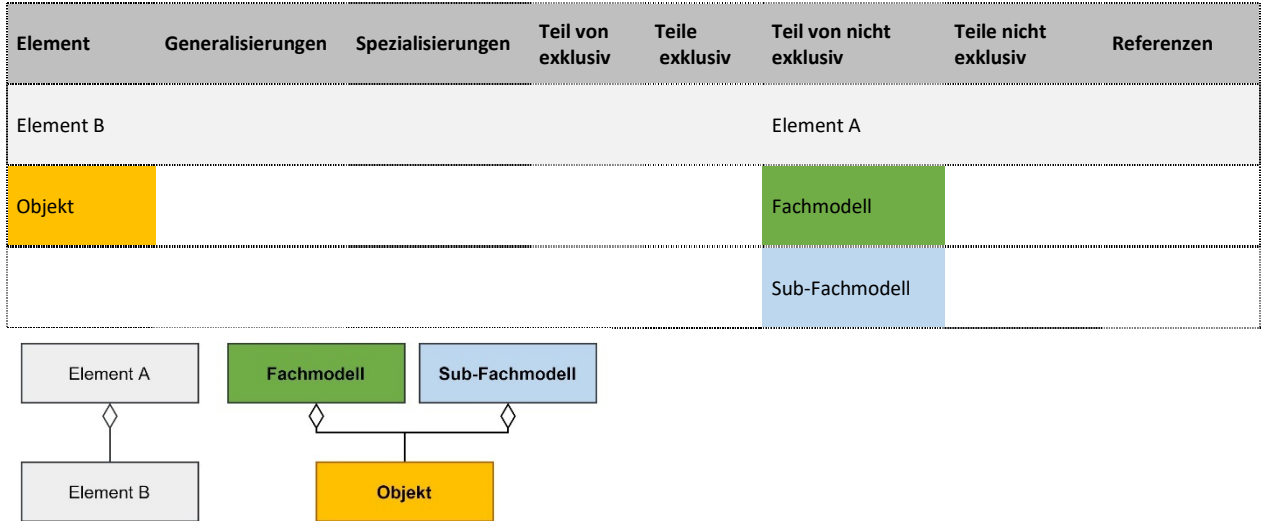 Element Generalisierungen Spezialisierungen Teil von exklusiv Teile exklusiv Teil von nicht exklusiv Teile nicht exklusiv Referenzen
Element B Element A
Objekt Fachmodell
Sub-Fachmodell
Element A Fachmodell Sub-Fachmodell
Element B Objekt